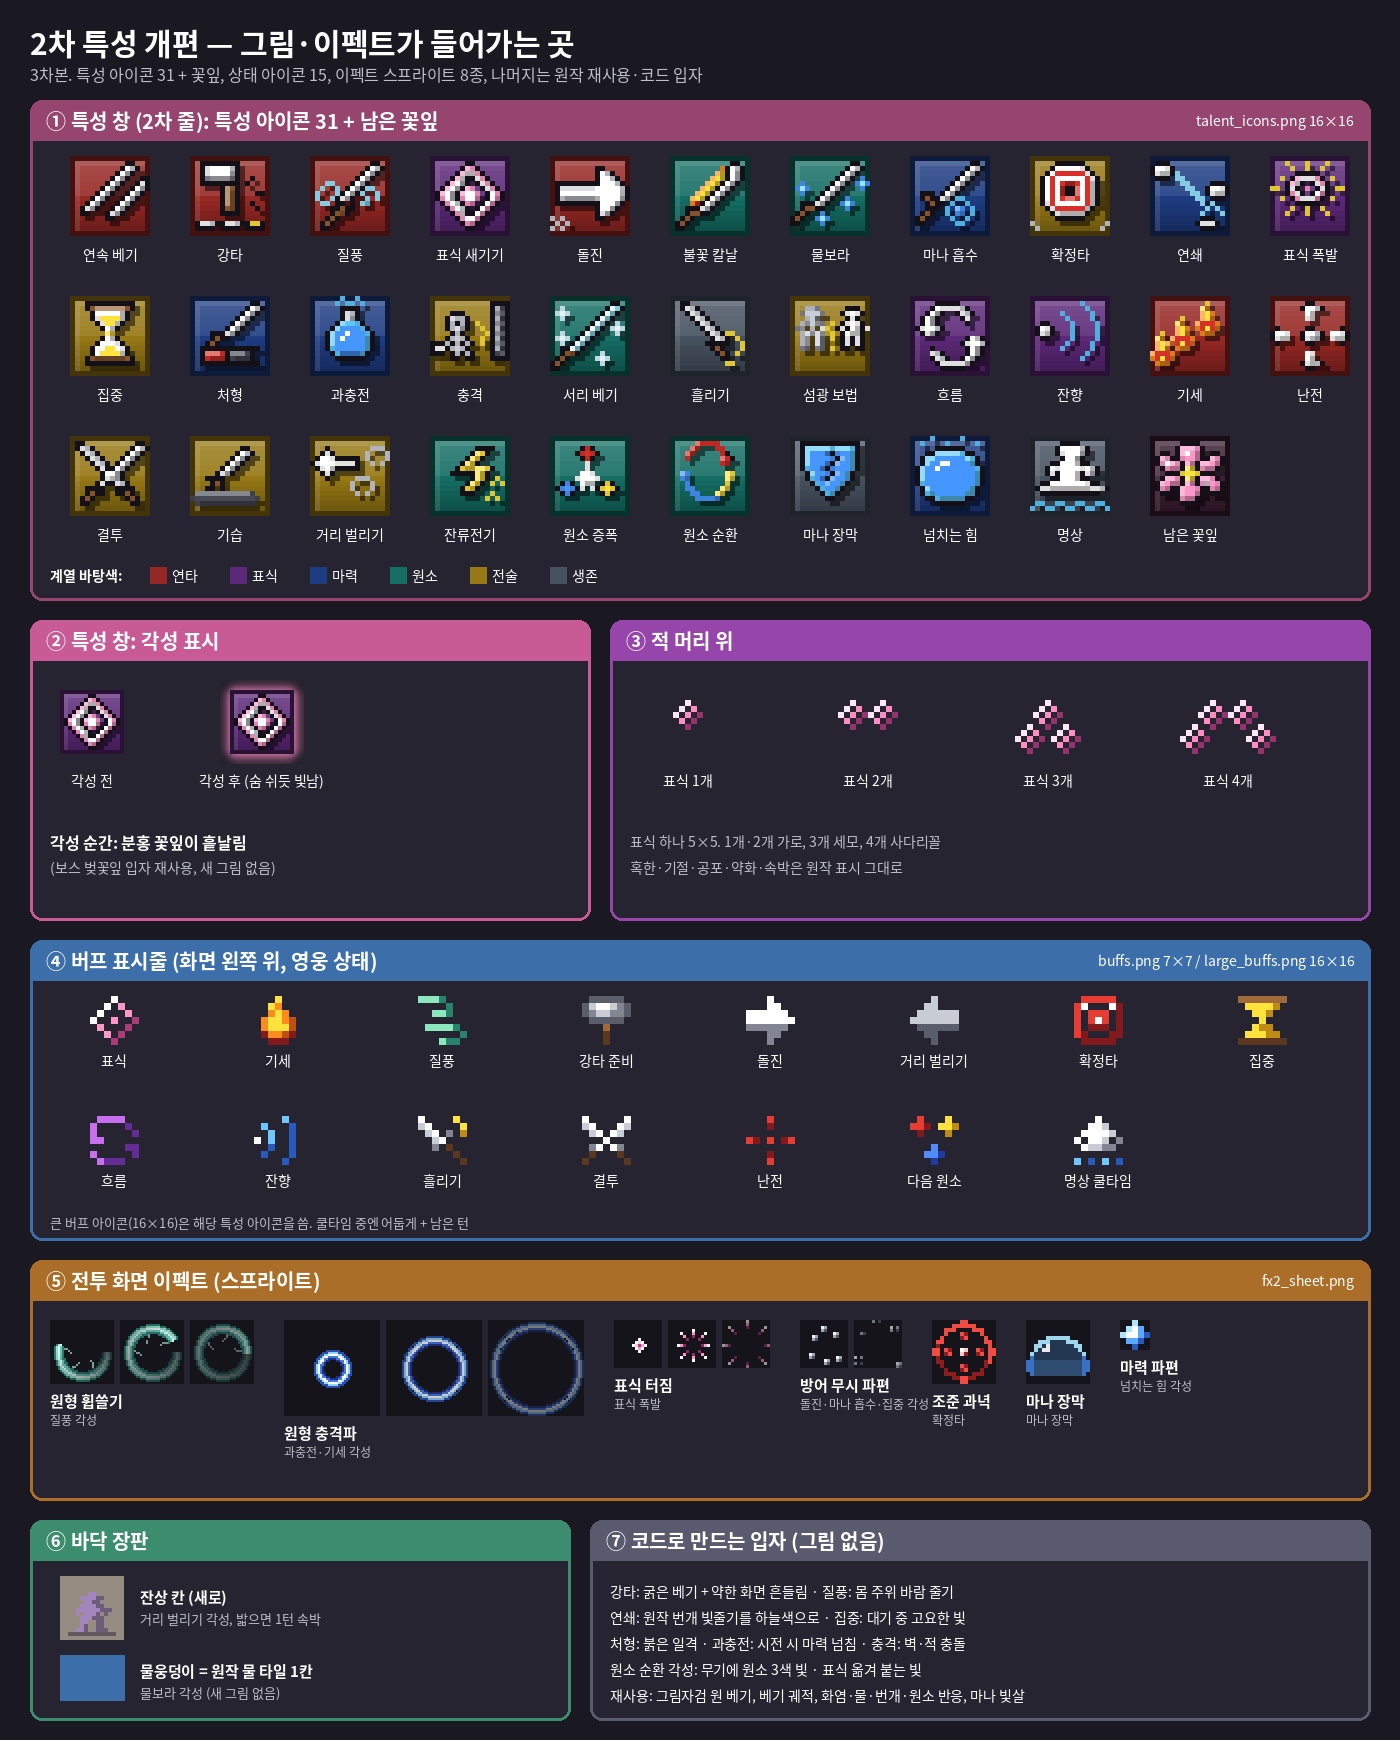 2차 특성 개편 — 그림·이펙트가 들어가는 곳
3차본. 특성 아이콘 31 + 꽃잎, 상태 아이콘 15, 이펙트 스프라이트 8종, 나머지는 원작 재사용·코드 입자
① 특성 창 (2차 줄): 특성 아이콘 31 + 남은 꽃잎
talent_icons.png 16×16
연속 베기 강타 질풍 표식 새기기 돌진 불꽃 칼날 물보라 마나 흡수 확정타 연쇄 표식 폭발
집중 처형 과충전 충격 서리 베기 흘리기 섬광 보법 흐름 잔향 기세 난전
결투 기습 거리 벌리기 잔류전기 원소 증폭 원소 순환 마나 장막 넘치는 힘 명상 남은 꽃잎
계열 바탕색: 연타 표식 마력 원소 전술 생존
② 특성 창: 각성 표시
각성 전 각성 후 (숨 쉬듯 빛남)
각성 순간: 분홍 꽃잎이 흩날림
(보스 벚꽃잎 입자 재사용, 새 그림 없음)
③ 적 머리 위
표식 1개 표식 2개 표식 3개 표식 4개
표식 하나 5×5. 1개·2개 가로, 3개 세모, 4개 사다리꼴
혹한·기절·공포·약화·속박은 원작 표시 그대로
④ 버프 표시줄 (화면 왼쪽 위, 영웅 상태)
buffs.png 7×7 / large_buffs.png 16×16
표식 기세 질풍 강타 준비 돌진 거리 벌리기 확정타 집중
흐름 잔향 흘리기 결투 난전 다음 원소 명상 쿨타임
큰 버프 아이콘(16×16)은 해당 특성 아이콘을 씀. 쿨타임 중엔 어둡게 + 남은 턴
⑤ 전투 화면 이펙트 (스프라이트)
fx2_sheet.png
원형 휩쓸기
질풍 각성
원형 충격파
과충전·기세 각성
표식 터짐
표식 폭발
방어 무시 파편
돌진·마나 흡수·집중 각성
조준 과녁
확정타
마나 장막
마나 장막
마력 파편
넘치는 힘 각성
⑥ 바닥 장판
잔상 칸 (새로)
거리 벌리기 각성, 밟으면 1턴 속박
물웅덩이 = 원작 물 타일 1칸
물보라 각성 (새 그림 없음)
⑦ 코드로 만드는 입자 (그림 없음)
강타: 굵은 베기 + 약한 화면 흔들림 · 질풍: 몸 주위 바람 줄기
연쇄: 원작 번개 빛줄기를 하늘색으로 · 집중: 대기 중 고요한 빛
처형: 붉은 일격 · 과충전: 시전 시 마력 넘침 · 충격: 벽·적 충돌
원소 순환 각성: 무기에 원소 3색 빛 · 표식 옮겨 붙는 빛
재사용: 그림자검 원 베기, 베기 궤적, 화염·물·번개·원소 반응, 마나 빛살